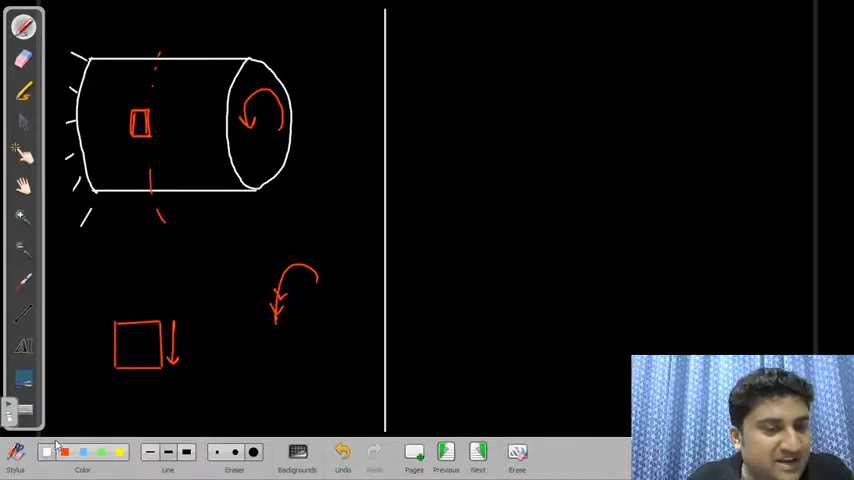 Stylus
Color
Line
Eraser
Backgrounds
Undo
Redo
Pages
Previous
Next
Erase